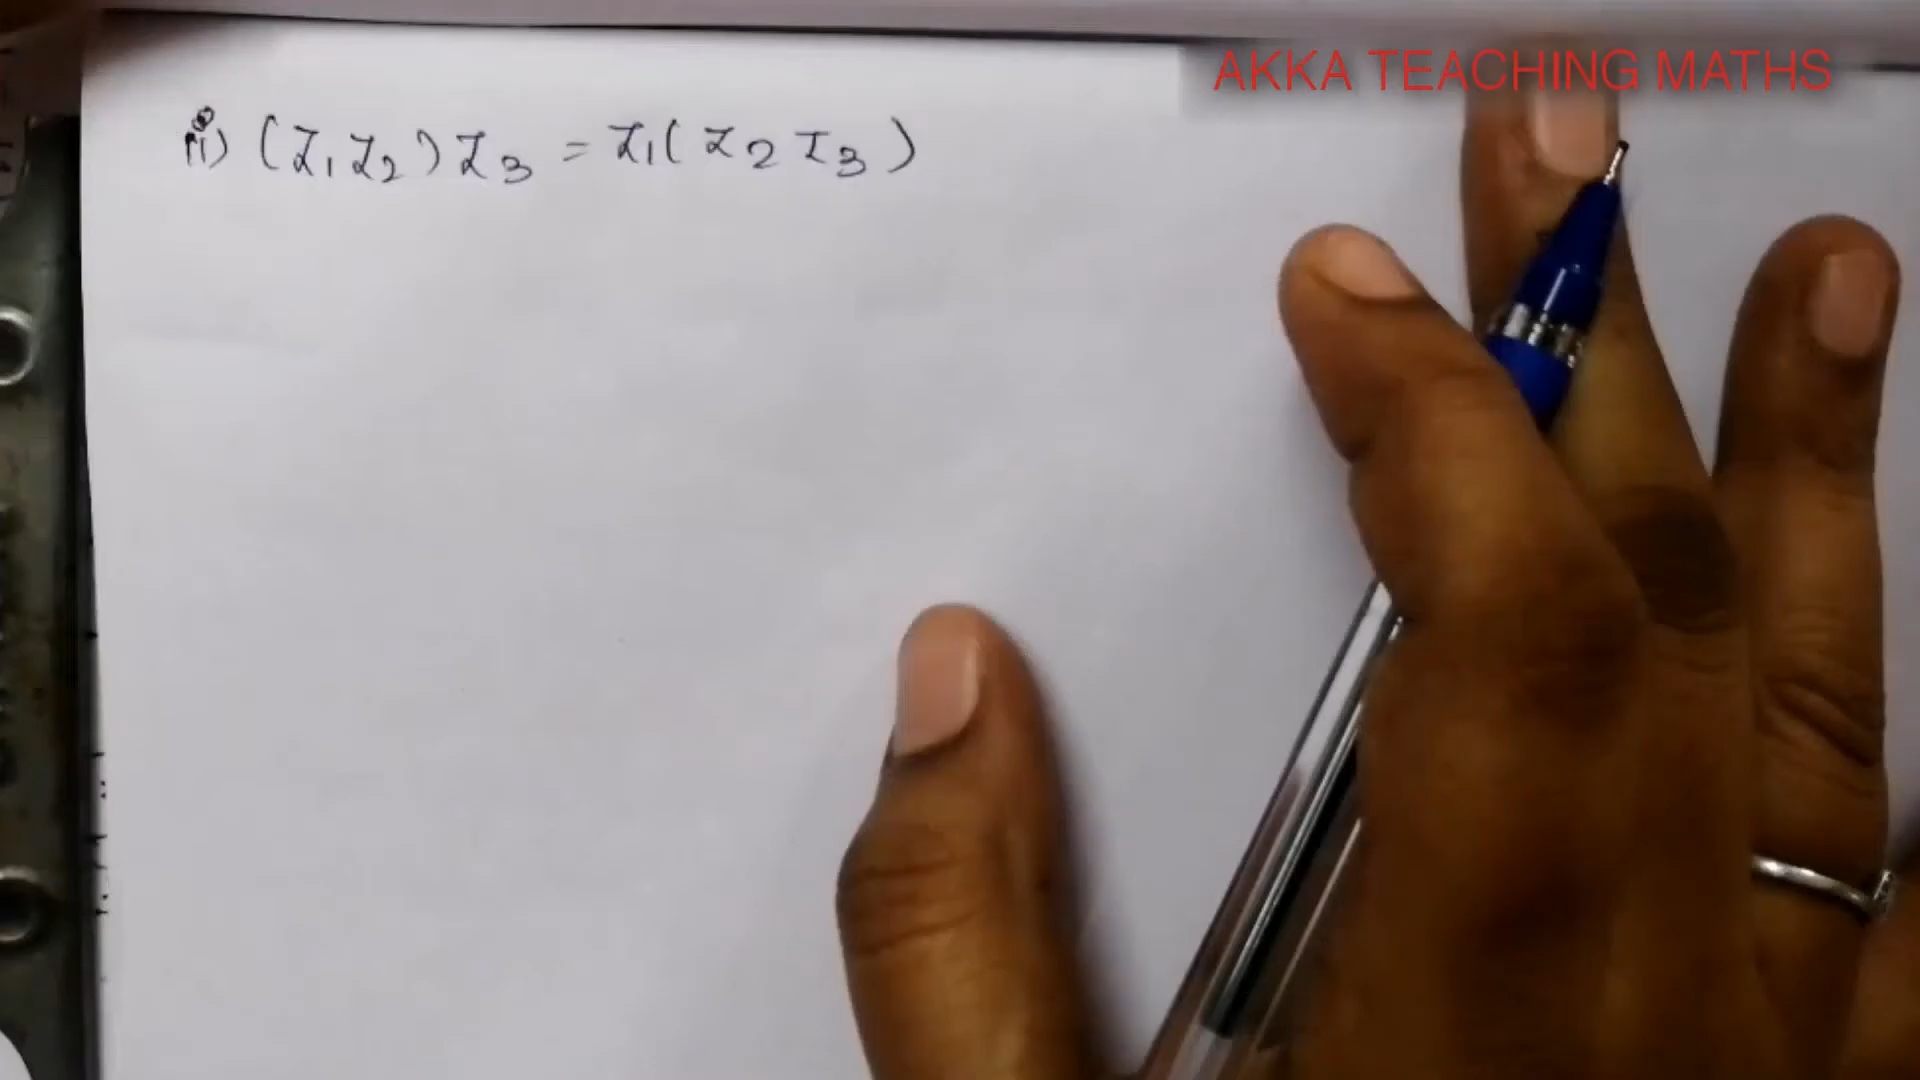 AKKA TEACHING MATHS
ii) (Z₁Z₂)Z₃ = Z₁(Z₂Z₃)